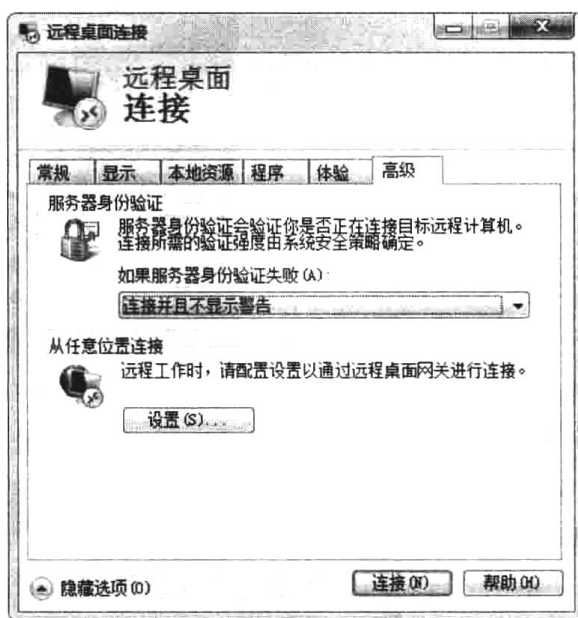 远程桌面连接
远程桌面
连接
常规 显示 本地资源 程序 体验 高级
服务器身份验证
服务器身份验证会验证你是否正在连接目标远程计算机。
连接所需的验证强度由系统安全策略确定。
如果服务器身份验证失败(A):
连接并且不显示警告
从任意位置连接
远程工作时，请配置设置以通过远程桌面网关进行连接。
设置(S)...
隐藏选项(O) 连接(N) 帮助(H)